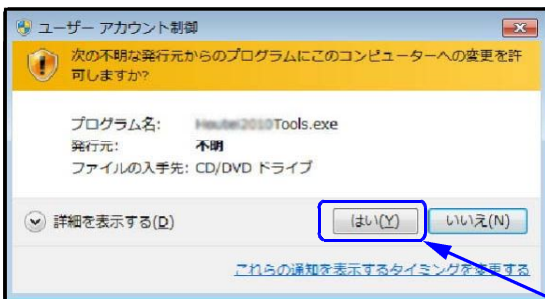 ユーザー アカウント制御
次の不明な発行元からのプログラムにこのコンピューターへの変更を許
可しますか?
プログラム名: Tools.exe
発行元: 不明
ファイルの入手先: CD/DVD ドライブ
詳細を表示する(D) はい(Y) いいえ(N)
これらの通知を表示するタイミングを変更する